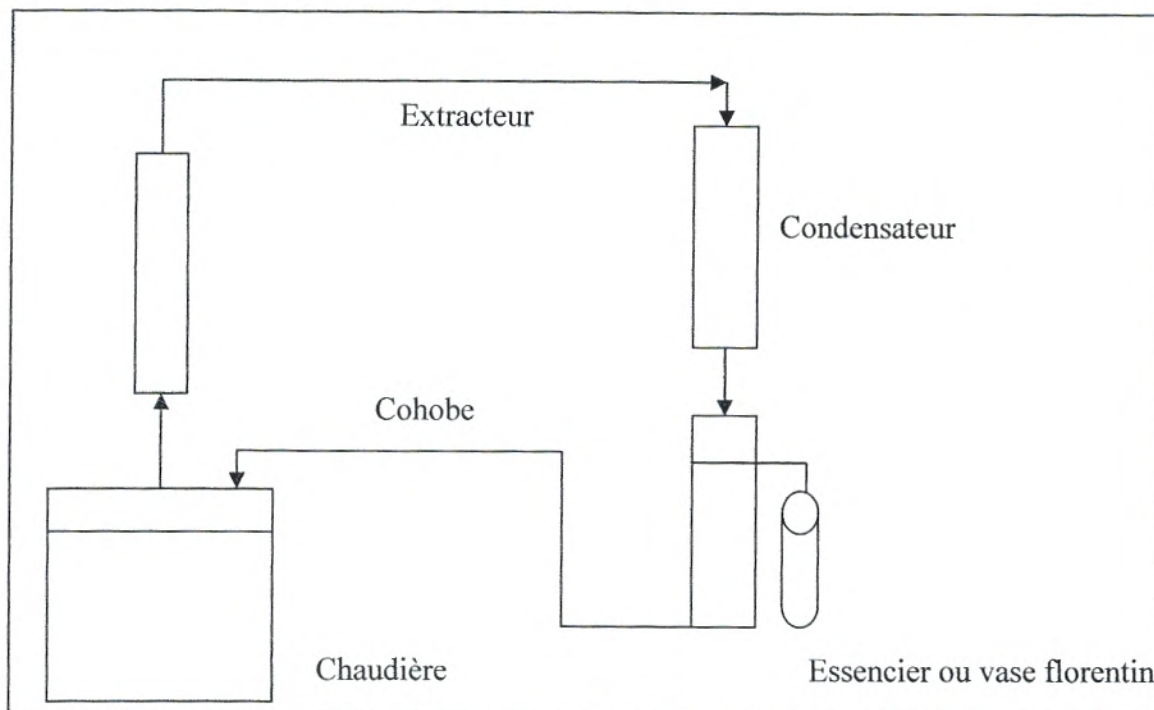 Extracteur
Condensateur
Cohobe
Chaudière
Essencier ou vase florentin